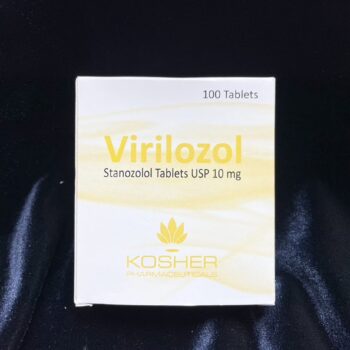 100 Tablets
Virilozol
Stanozolol Tablets USP 10 mg
KOSHER
PHARMACEUTICALS